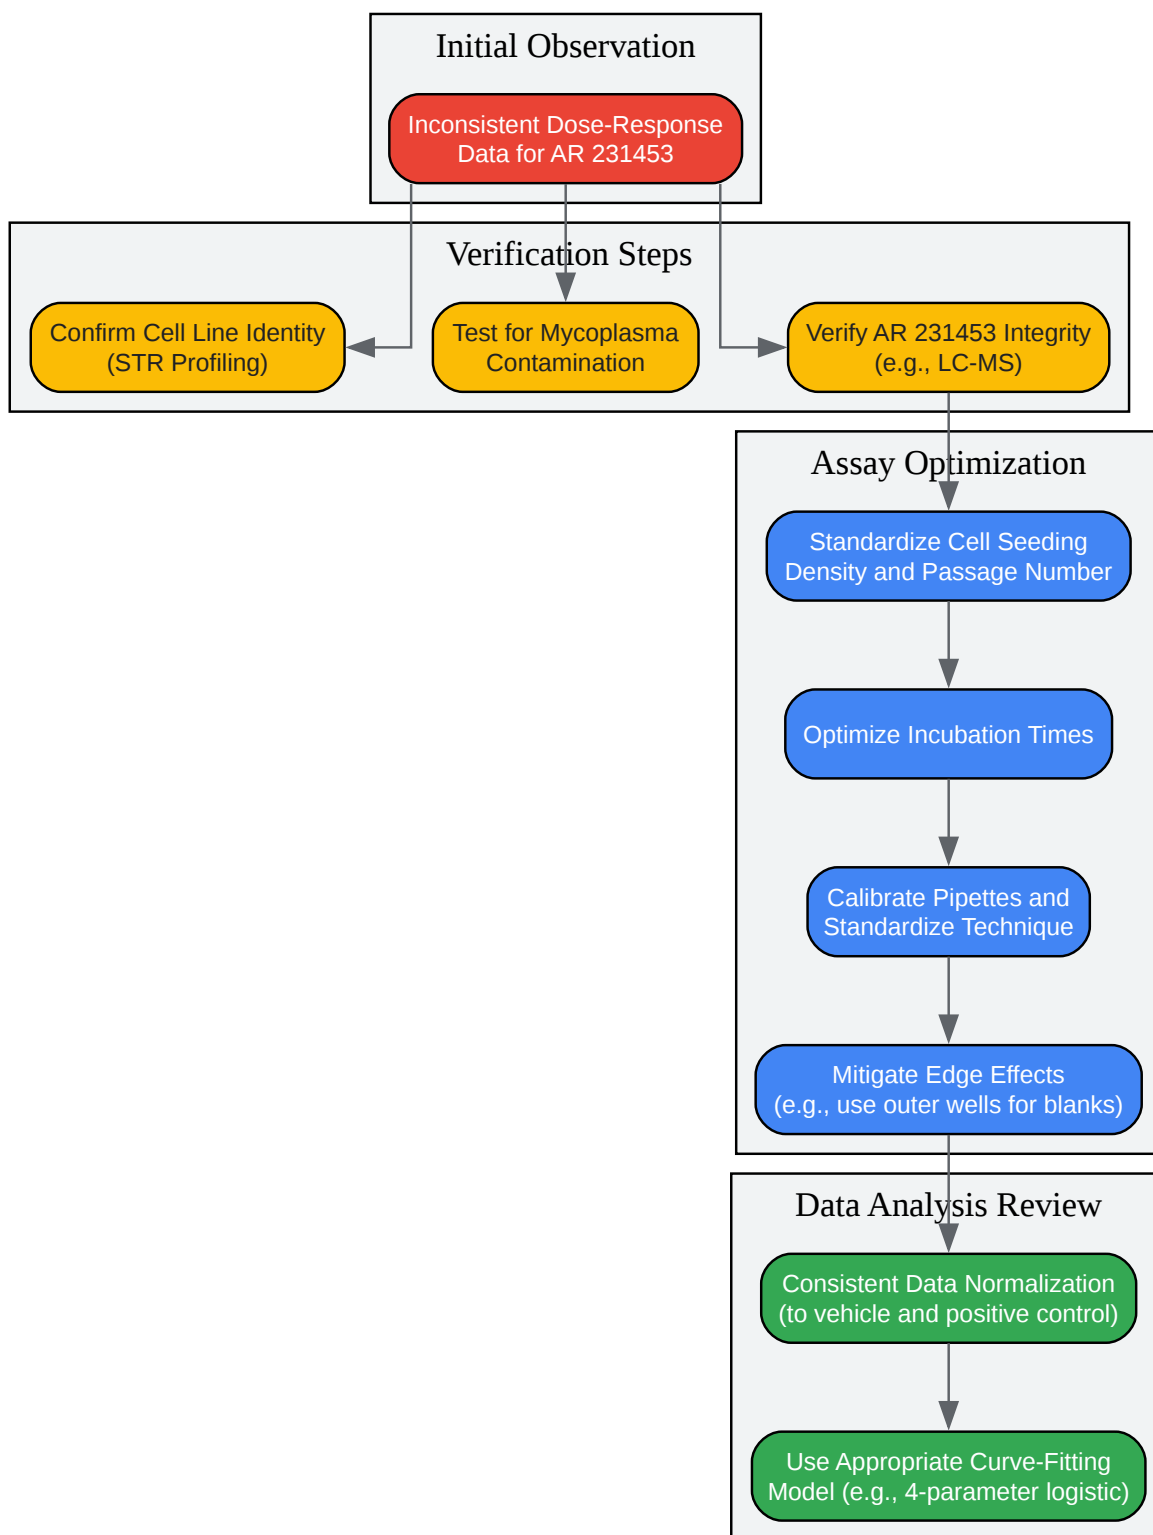 Initial Observation
Inconsistent Dose-Response
Data for AR 231453
Verification Steps
Confirm Cell Line Identity
(STR Profiling)
Test for Mycoplasma
Contamination
Verify AR 231453 Integrity
(e.g., LC-MS)
Assay Optimization
Standardize Cell Seeding
Density and Passage Number
Optimize Incubation Times
Calibrate Pipettes and
Standardize Technique
Mitigate Edge Effects
(e.g., use outer wells for blanks)
Data Analysis Review
Consistent Data Normalization
(to vehicle and positive control)
Use Appropriate Curve-Fitting
Model (e.g., 4-parameter logistic)